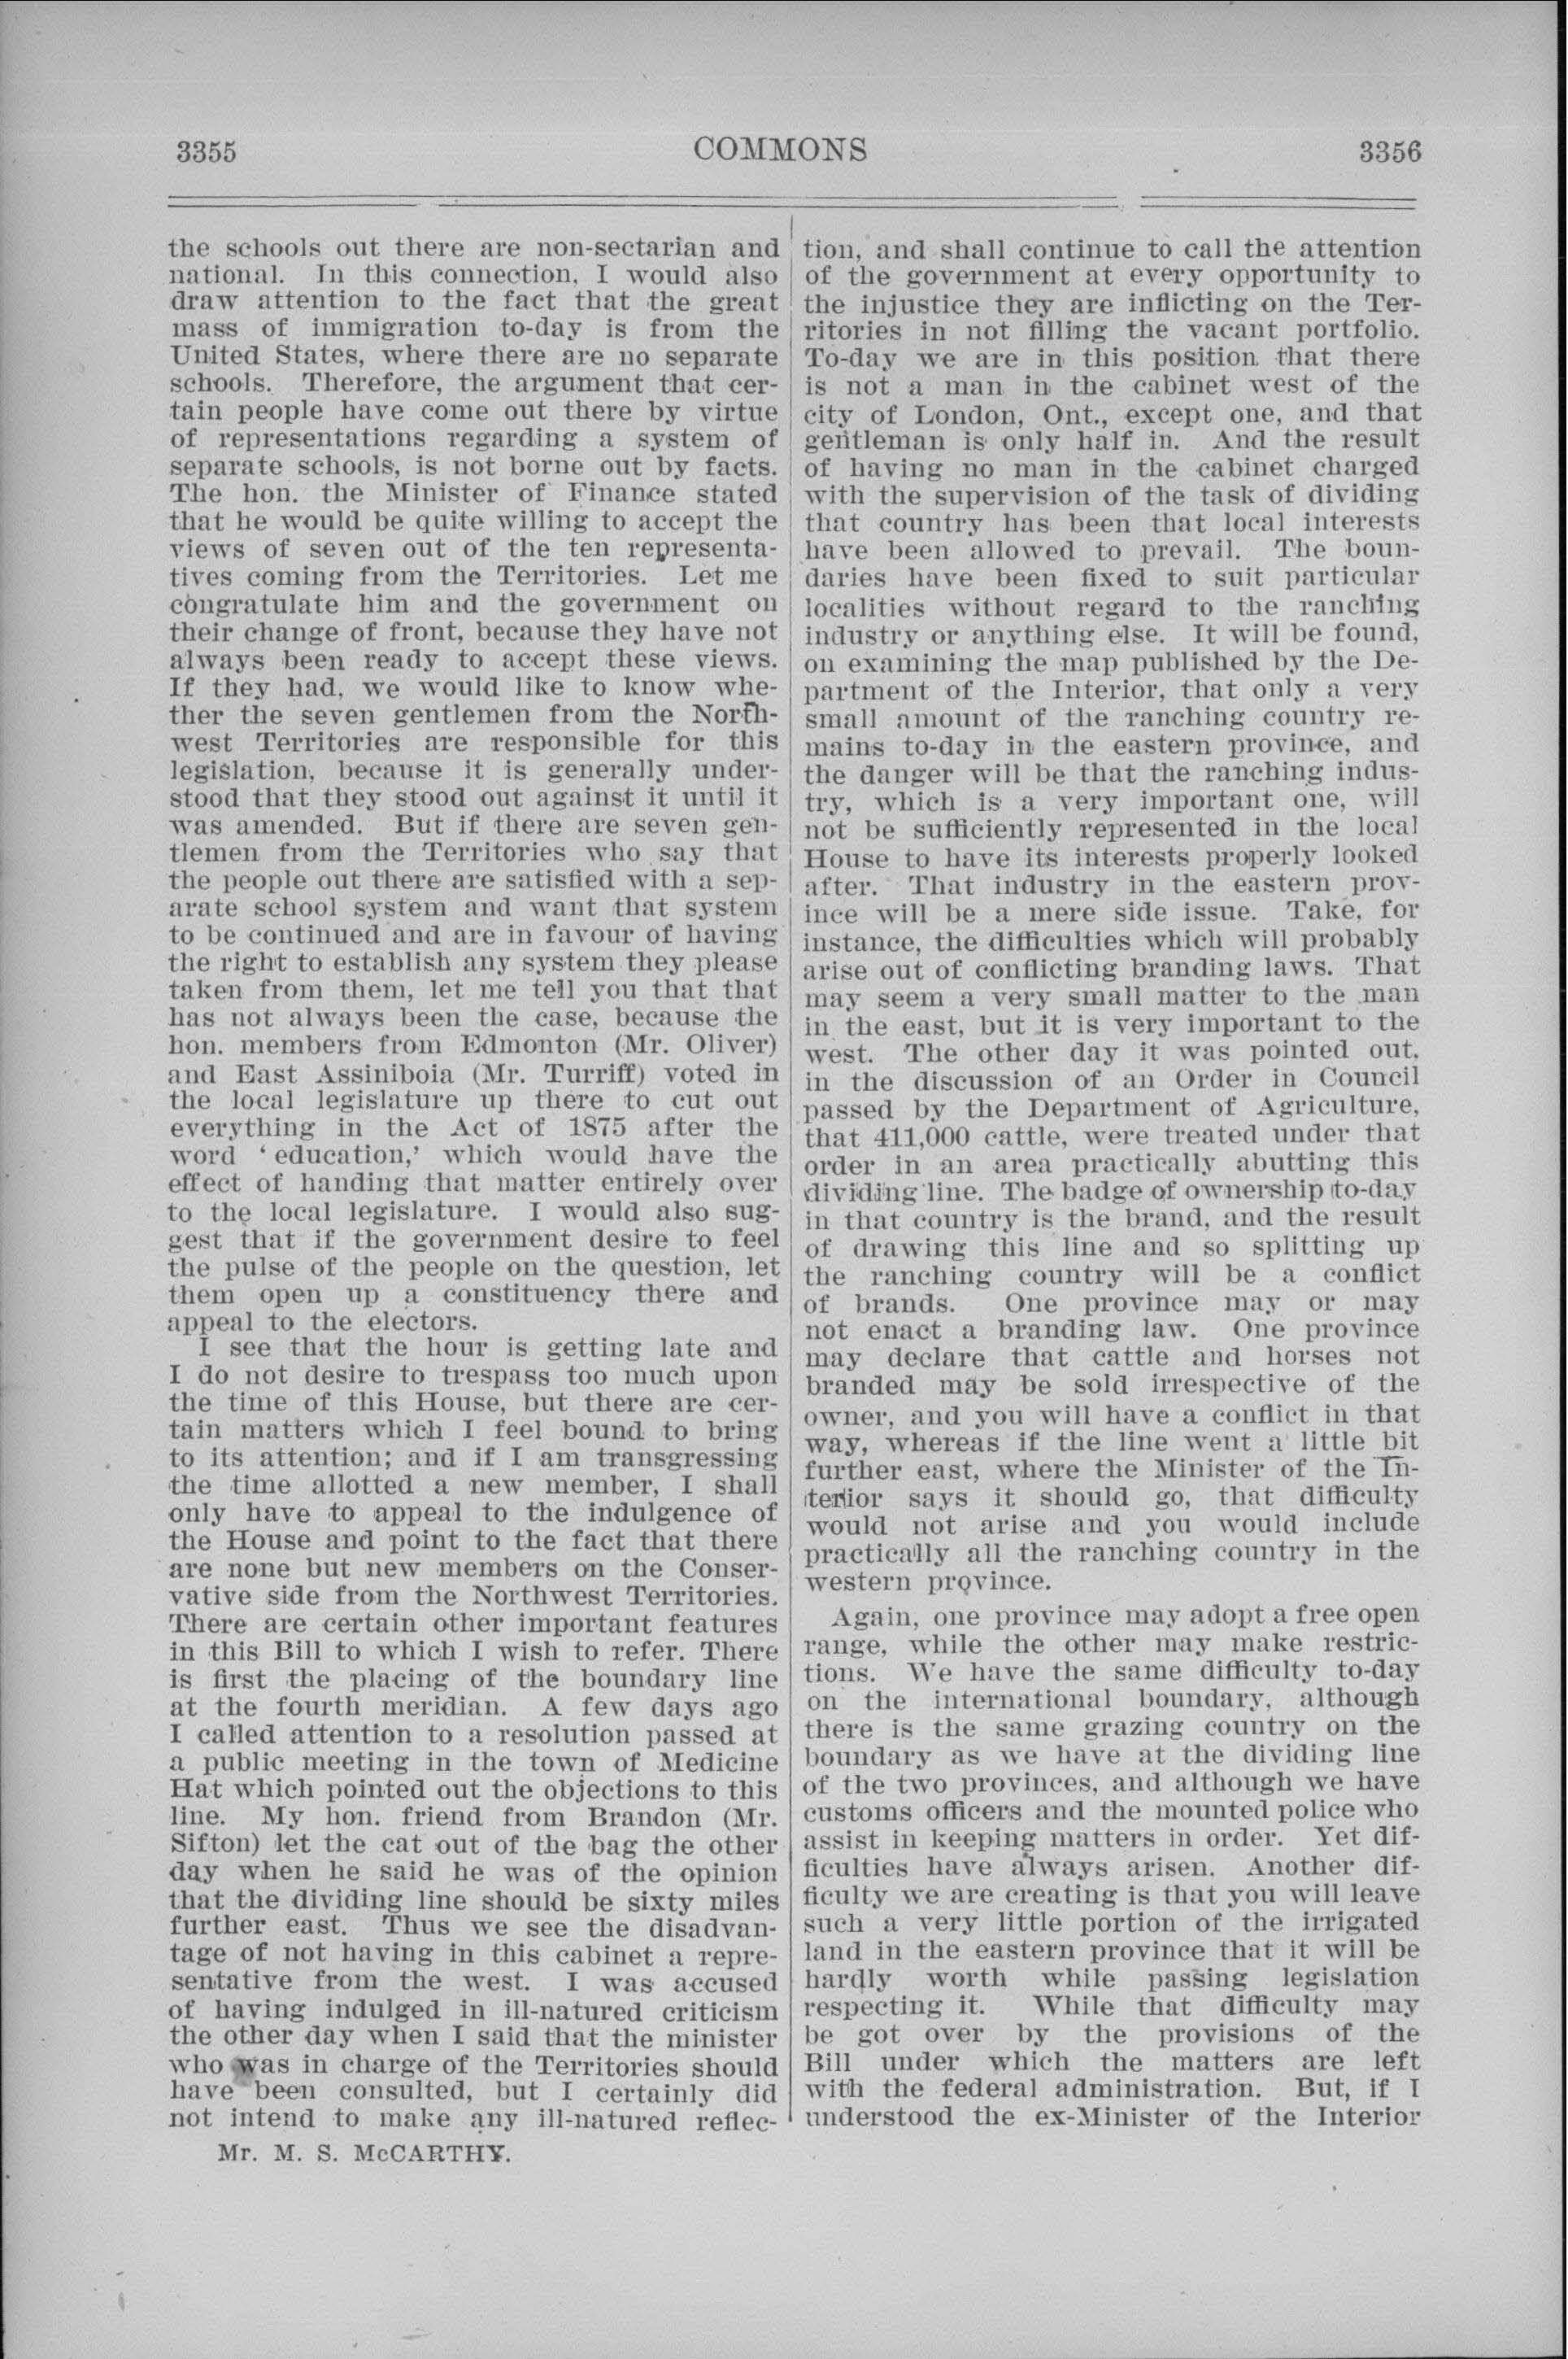 3355
COMMONS
3356
the schools out there are non-sectarian and
national. In this connection, I would also
draw attention to the fact that the great
mass of immigration to-day is from the
United States, where there are no separate
schools. Therefore, the argument that cer-
tain people have come out there by virtue
of representations regarding a system of
separate schools, is not borne out by facts.
The hon. the Minister of Finance stated
that he would be quite willing to accept the
views of seven out of the ten representa-
tives coming from the Territories. Let me
congratulate him and the government on
their change of front, because they have not
always been ready to accept these views.
If they had, we would like to know whe-
ther the seven gentlemen from the North-
west Territories are responsible for this
legislation, because it is generally under-
stood that they stood out against it until it
was amended. But if there are seven gen-
tlemen from the Territories who say that
the people out there are satisfied with a sep-
arate school system and want that system
to be continued and are in favour of having
the right to establish any system they please
taken from them, let me tell you that that
has not always been the case, because the
hon. members from Edmonton (Mr. Oliver)
and East Assiniboia (Mr. Turriff) voted in
the local legislature up there to cut out
everything in the Act of 1875 after the
word ‘ education,’ which would have the
effect of handing that matter entirely over
to the local legislature. I would also sug-
gest that if the government desire to feel
the pulse of the people on the question, let
them open up a constituency there and
appeal to the electors.
I see that the hour is getting late and
I do not desire to trespass too much upon
the time of this House, but there are cer-
tain matters which I feel bound to bring
to its attention; and if I am transgressing
the time allotted a new member, I shall
only have to appeal to the indulgence of
the House and point to the fact that there
are none but new members on the Conser-
vative side from the Northwest Territories.
There are certain other important features
in this Bill to which I wish to refer. There
is first the placing of the boundary line
at the fourth meridian. A few days ago
I called attention to a resolution passed at
a public meeting in the town of Medicine
Hat which pointed out the objections to this
line. My hon. friend from Brandon (Mr.
Sifton) let the cat out of the bag the other
day when he said he was of the opinion
that the dividing line should be sixty miles
further east. Thus we see the disadvan-
tage of not having in this cabinet a repre-
sentative from the west. I was accused
of having indulged in ill-natured criticism
the other day when I said that the minister
who was in charge of the Territories should
have been consulted, but I certainly did
not intend to make any ill-natured reflec-
Mr. M. S. McCARTHY.
tion, and shall continue to call the attention
of the government at every opportunity to
the injustice they are inflicting on the Ter-
ritories in not filling the vacant portfolio.
To-day we are in this position that there
is not a man in the cabinet west of the
city of London, Ont., except one, and that
gentleman is only half in. And the result
of having no man in the cabinet charged
with the supervision of the task of dividing
that country has been that local interests
have been allowed to prevail. The boun-
daries have been fixed to suit particular
localities without regard to the ranching
industry or anything else. It will be found,
on examining the map published by the De-
partment of the Interior, that only a very
small amount of the ranching country re-
mains to-day in the eastern province, and
the danger will be that the ranching indus-
try, which is a very important one, will
not be sufficiently represented in the local
House to have its interests properly looked
after. That industry in the eastern prov-
ince will be a mere side issue. Take, for
instance, the difficulties which will probably
arise out of conflicting branding laws. That
may seem a very small matter to the man
in the east, but it is very important to the
west. The other day it was pointed out,
in the discussion of an Order in Council
passed by the Department of Agriculture,
that 411,000 cattle, were treated under that
order in an area practically abutting this
dividing line. The badge of ownership to-day
in that country is the brand, and the result
of drawing this line and so splitting up
the ranching country will be a conflict
of brands. One province may or may
not enact a branding law. One province
may declare that cattle and horses not
branded may be sold irrespective of the
owner, and you will have a conflict in that
way, whereas if the line went a little bit
further east, where the Minister of the In-
terior says it should go, that difficulty
would not arise and you would include
practically all the ranching country in the
western province.
Again, one province may adopt a free open
range, while the other may make restric-
tions. We have the same difficulty to-day
on the international boundary, although
there is the same grazing country on the
boundary as we have at the dividing line
of the two provinces, and although we have
customs officers and the mounted police who
assist in keeping matters in order. Yet dif-
ficulties have always arisen. Another dif-
ficulty we are creating is that you will leave
such a very little portion of the irrigated
land in the eastern province that it will be
hardly worth while passing legislation
respecting it. While that difficulty may
be got over by the provisions of the
Bill under which the matters are left
with the federal administration. But, if I
understood the ex-Minister of the Interior